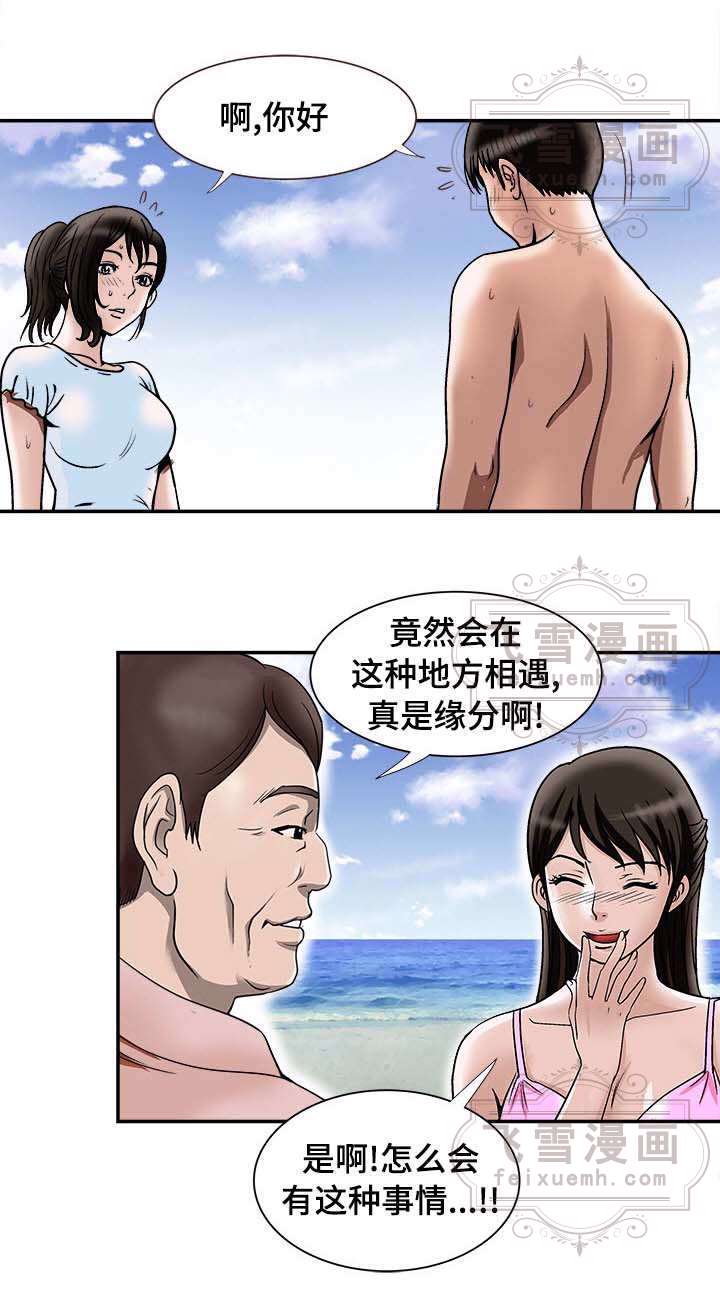 啊,你好
飞雪漫画
feixuemh.com
竟然会在
这种地方相遇,
真是缘分啊!
飞雪漫画
feixuemh.com
是啊!怎么会
有这种事情...!!
飞雪漫画
feixuemh.com